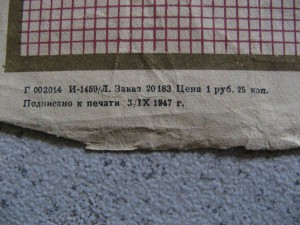 Г 002014 И-1459/Л. Заказ 20183 Цена 1 руб. 25 коп.
Подписано к печати 3/IX 1947 г.